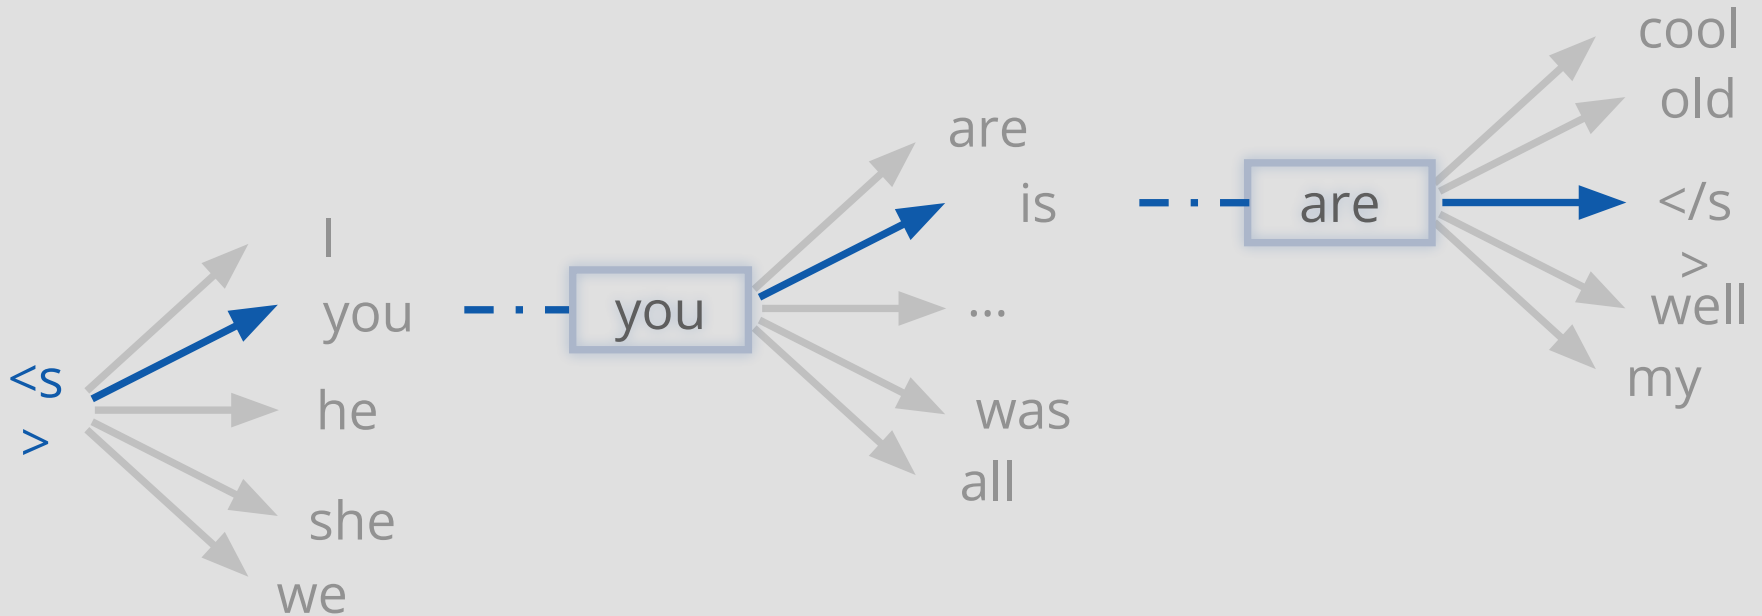 <s
>
I
you
he
she
we
you
are
is
...
was
all
are
cool
old
</s
>
well
my